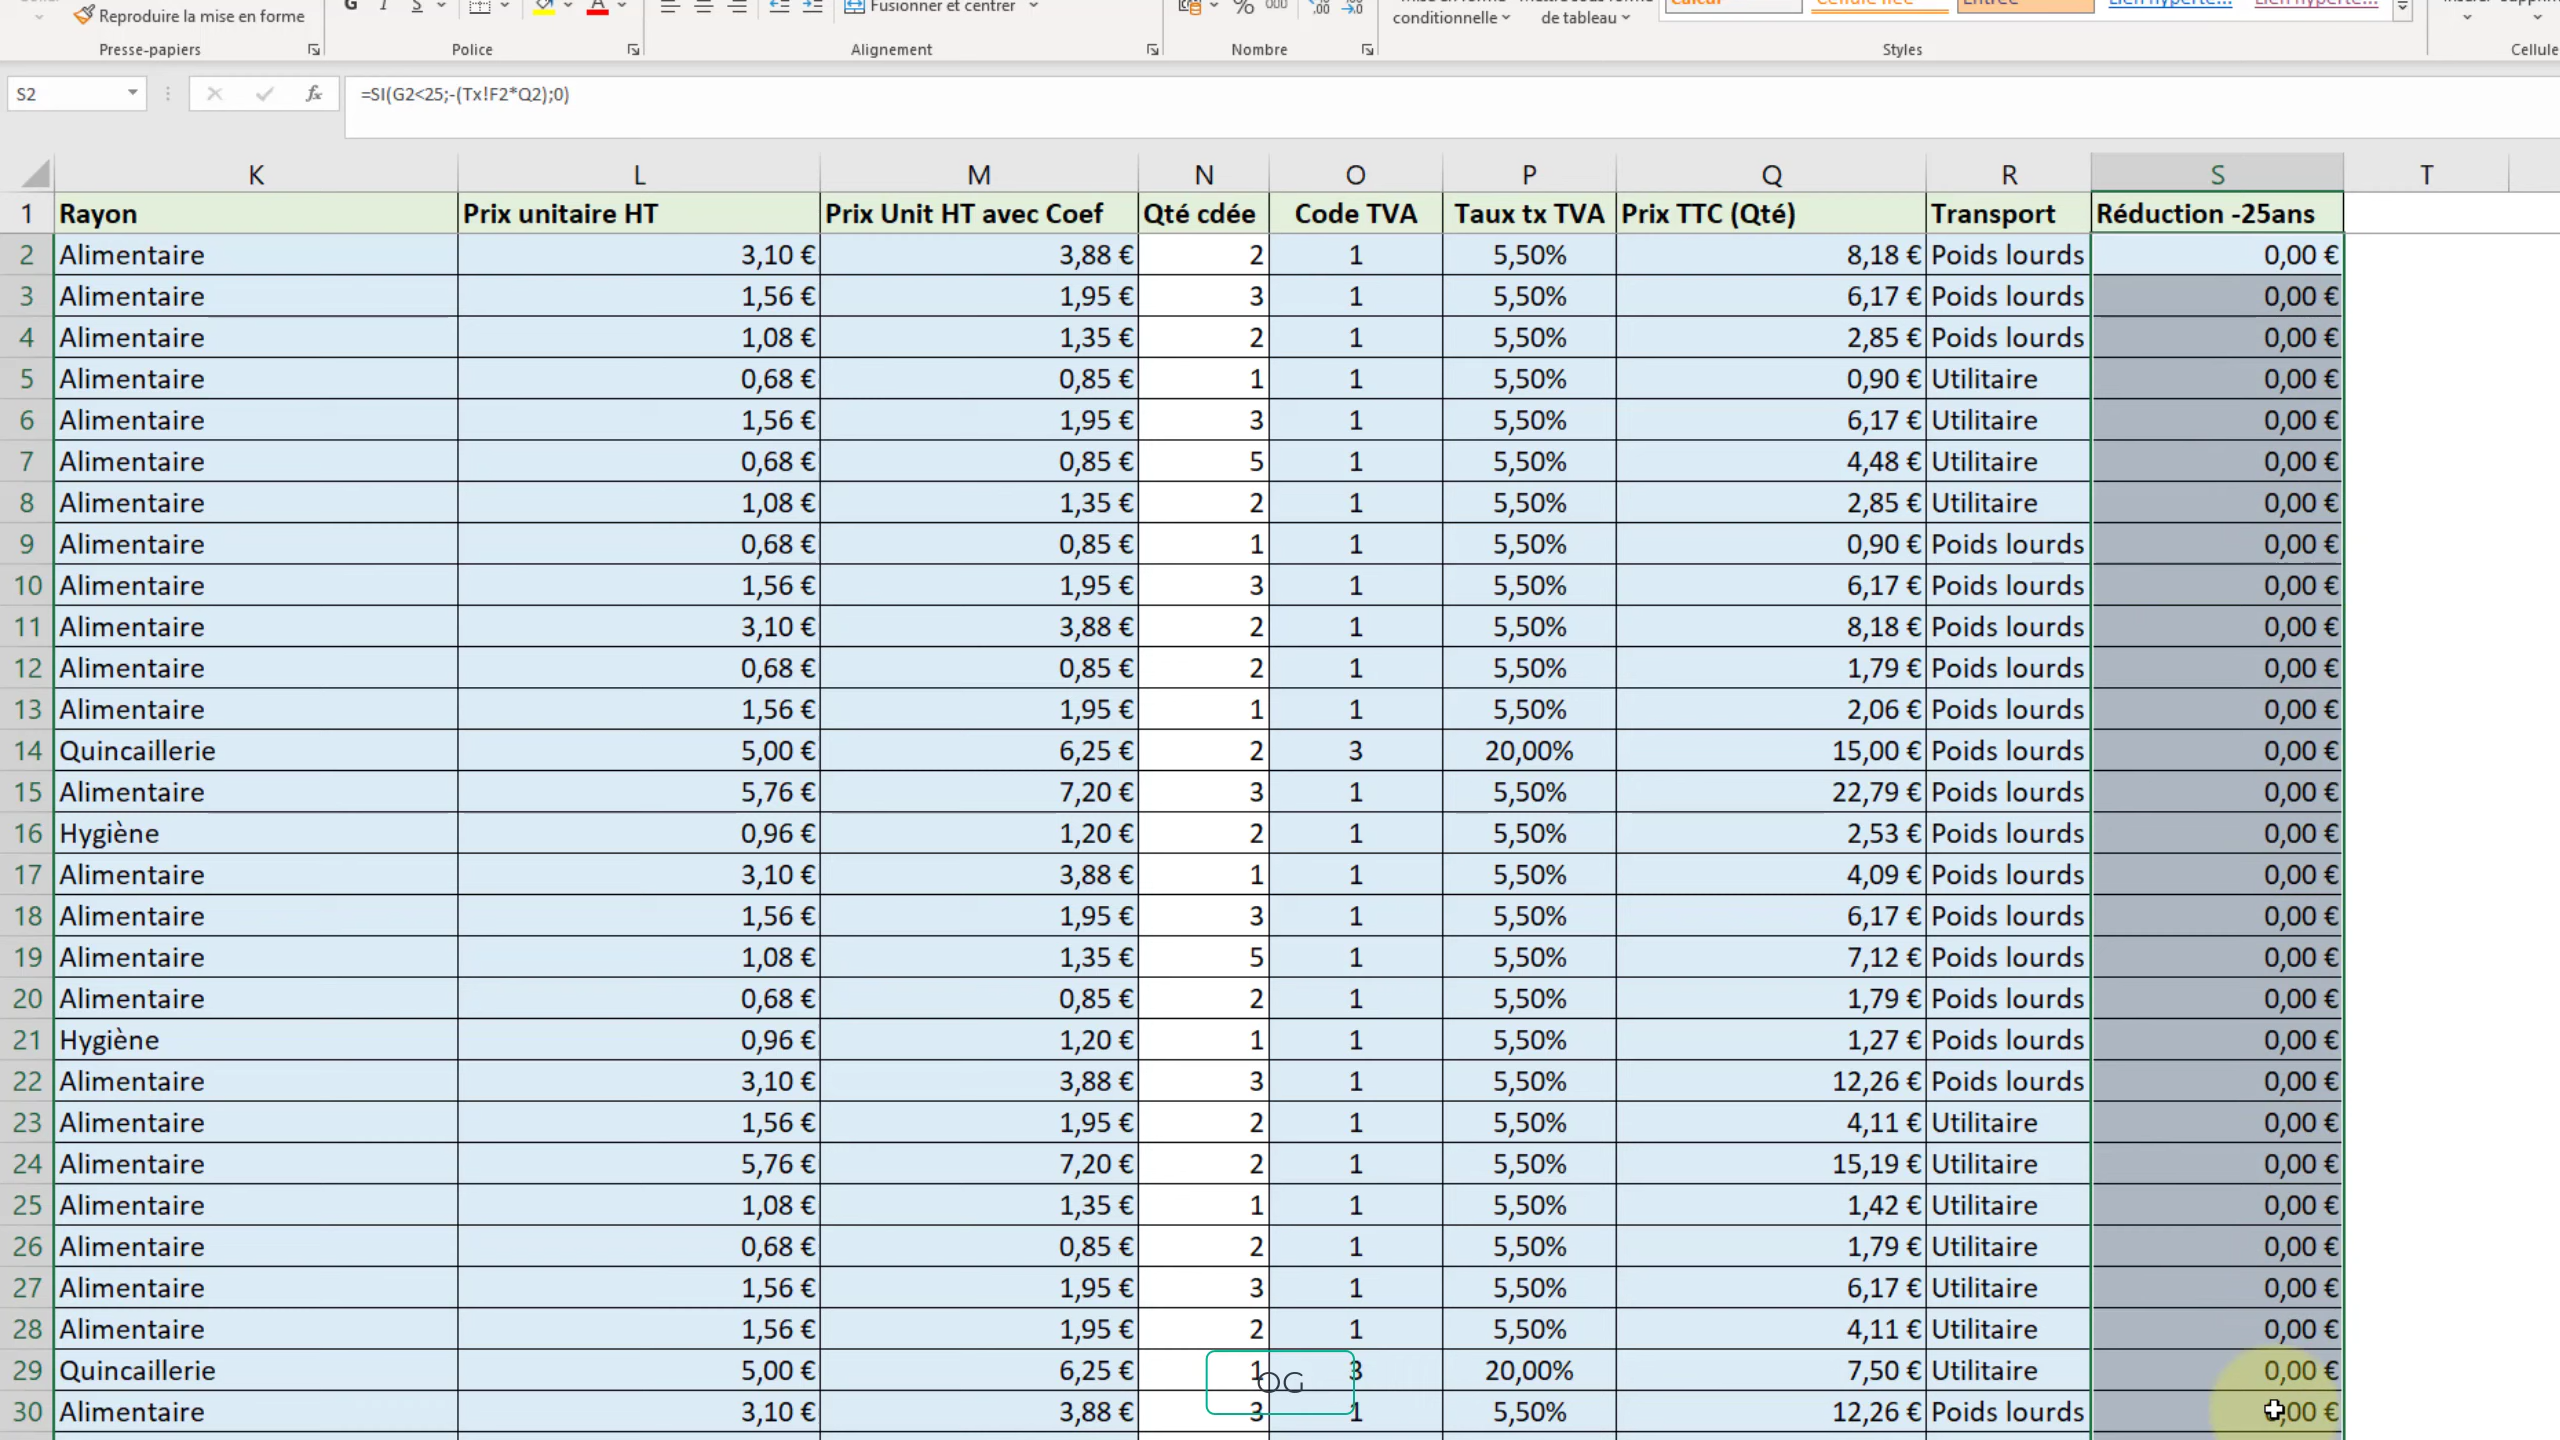 Reproduire la mise en forme
G I S
Fusionner et centrer
% 000
conditionnelle
de tableau
Presse-papiers
Police
Alignement
Nombre
Styles
Cellule
S2
fx
=SI(G2<25;-(Tx!F2*Q2);0)
K L M N O P Q R S T
1 Rayon Prix unitaire HT Prix Unit HT avec Coef Qté cdée Code TVA Taux tx TVA Prix TTC (Qté) Transport Réduction -25ans
2 Alimentaire 3,10 € 3,88 € 2 1 5,50% 8,18 € Poids lourds 0,00 €
3 Alimentaire 1,56 € 1,95 € 3 1 5,50% 6,17 € Poids lourds 0,00 €
4 Alimentaire 1,08 € 1,35 € 2 1 5,50% 2,85 € Poids lourds 0,00 €
5 Alimentaire 0,68 € 0,85 € 1 1 5,50% 0,90 € Utilitaire 0,00 €
6 Alimentaire 1,56 € 1,95 € 3 1 5,50% 6,17 € Utilitaire 0,00 €
7 Alimentaire 0,68 € 0,85 € 5 1 5,50% 4,48 € Utilitaire 0,00 €
8 Alimentaire 1,08 € 1,35 € 2 1 5,50% 2,85 € Utilitaire 0,00 €
9 Alimentaire 0,68 € 0,85 € 1 1 5,50% 0,90 € Poids lourds 0,00 €
10 Alimentaire 1,56 € 1,95 € 3 1 5,50% 6,17 € Poids lourds 0,00 €
11 Alimentaire 3,10 € 3,88 € 2 1 5,50% 8,18 € Poids lourds 0,00 €
12 Alimentaire 0,68 € 0,85 € 2 1 5,50% 1,79 € Poids lourds 0,00 €
13 Alimentaire 1,56 € 1,95 € 1 1 5,50% 2,06 € Poids lourds 0,00 €
14 Quincaillerie 5,00 € 6,25 € 2 3 20,00% 15,00 € Poids lourds 0,00 €
15 Alimentaire 5,76 € 7,20 € 3 1 5,50% 22,79 € Poids lourds 0,00 €
16 Hygiène 0,96 € 1,20 € 2 1 5,50% 2,53 € Poids lourds 0,00 €
17 Alimentaire 3,10 € 3,88 € 1 1 5,50% 4,09 € Poids lourds 0,00 €
18 Alimentaire 1,56 € 1,95 € 3 1 5,50% 6,17 € Poids lourds 0,00 €
19 Alimentaire 1,08 € 1,35 € 5 1 5,50% 7,12 € Poids lourds 0,00 €
20 Alimentaire 0,68 € 0,85 € 2 1 5,50% 1,79 € Poids lourds 0,00 €
21 Hygiène 0,96 € 1,20 € 1 1 5,50% 1,27 € Poids lourds 0,00 €
22 Alimentaire 3,10 € 3,88 € 3 1 5,50% 12,26 € Poids lourds 0,00 €
23 Alimentaire 1,56 € 1,95 € 2 1 5,50% 4,11 € Utilitaire 0,00 €
24 Alimentaire 5,76 € 7,20 € 2 1 5,50% 15,19 € Utilitaire 0,00 €
25 Alimentaire 1,08 € 1,35 € 1 1 5,50% 1,42 € Utilitaire 0,00 €
26 Alimentaire 0,68 € 0,85 € 2 1 5,50% 1,79 € Utilitaire 0,00 €
27 Alimentaire 1,56 € 1,95 € 3 1 5,50% 6,17 € Utilitaire 0,00 €
28 Alimentaire 1,56 € 1,95 € 2 1 5,50% 4,11 € Utilitaire 0,00 €
29 Quincaillerie 5,00 € 6,25 € 1 3 20,00% 7,50 € Utilitaire 0,00 €
OG
30 Alimentaire 3,10 € 3,88 € 3 1 5,50% 12,26 € Poids lourds 0,00 €